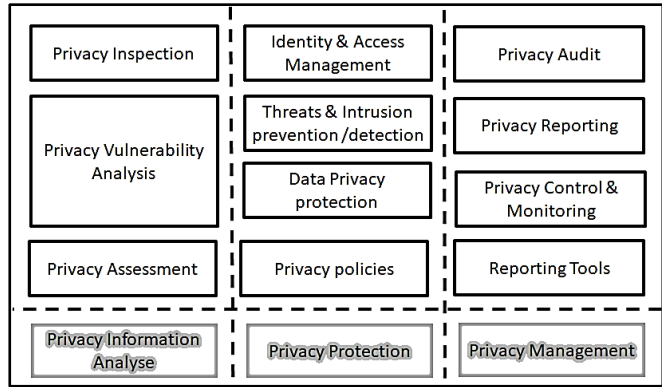 Privacy Inspection
Privacy Vulnerability
Analysis
Privacy Assessment
Identity & Access
Management
Threats & Intrusion
prevention /detection
Data Privacy
protection
Privacy policies
Privacy Audit
Privacy Reporting
Privacy Control &
Monitoring
Reporting Tools
Privacy Information
Analyse
Privacy Protection
Privacy Management